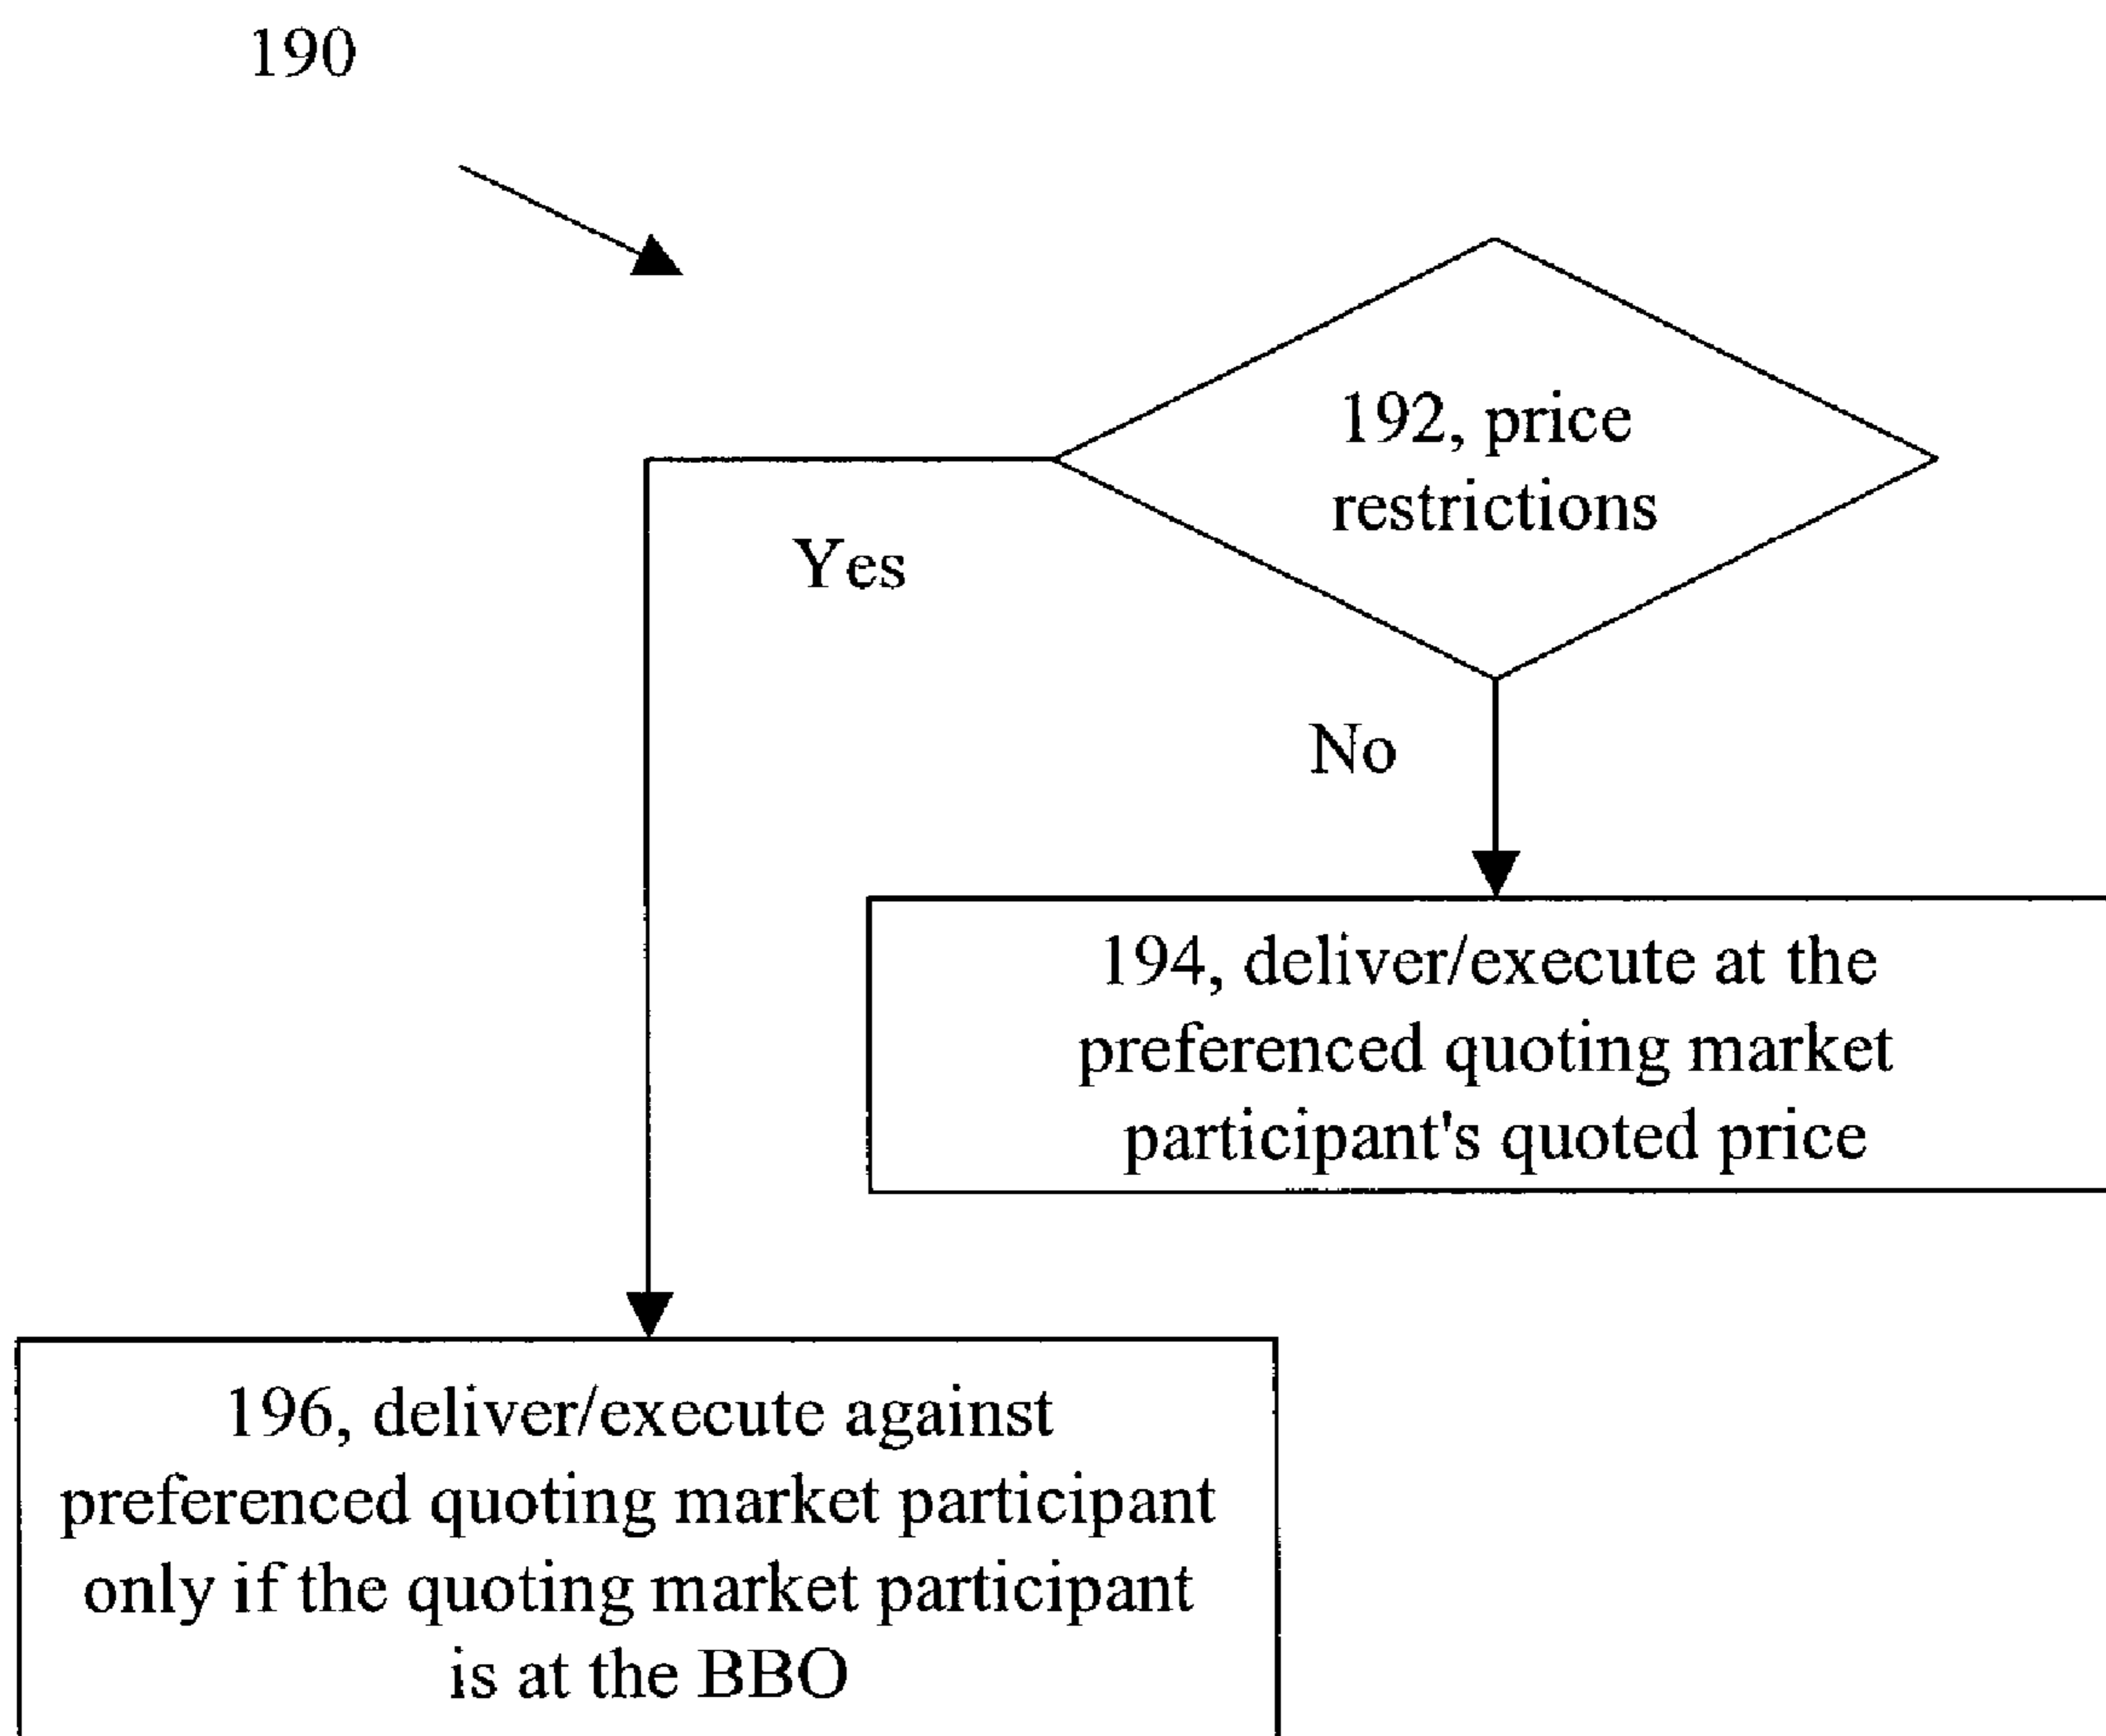 190
192, price
restrictions
Yes
No
194, deliver/execute at the
preferenced quoting market
participant's quoted price
196, deliver/execute against
preferenced quoting market participant
only if the quoting market participant
is at the BBO